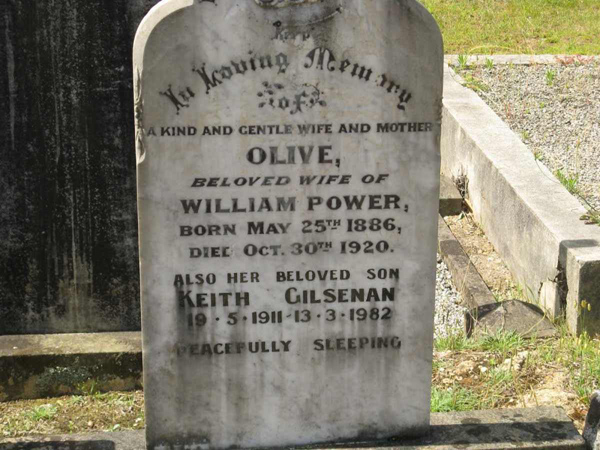 In Loving Memory
of
A KIND AND GENTLE WIFE AND MOTHER
OLIVE,
BELOVED WIFE OF
WILLIAM POWER,
BORN MAY 25TH 1886,
DIED OCT. 30TH 1920.
ALSO HER BELOVED SON
KEITH GILSENAN
19·5·1911-13·3·1982
PEACEFULLY SLEEPING